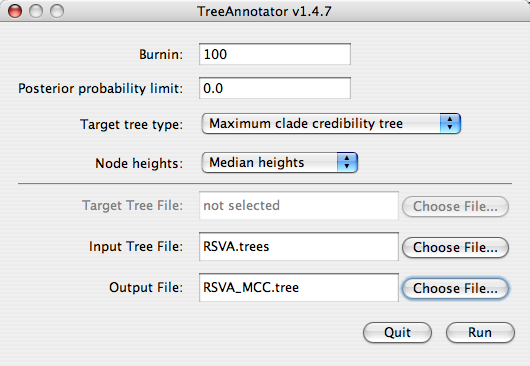 TreeAnnotator v1.4.7
Burnin: 100
Posterior probability limit: 0.0
Target tree type: Maximum clade credibility tree
Node heights: Median heights
Target Tree File: not selected Choose File...
Input Tree File: RSVA.trees Choose File...
Output File: RSVA_MCC.tree Choose File...
Quit Run